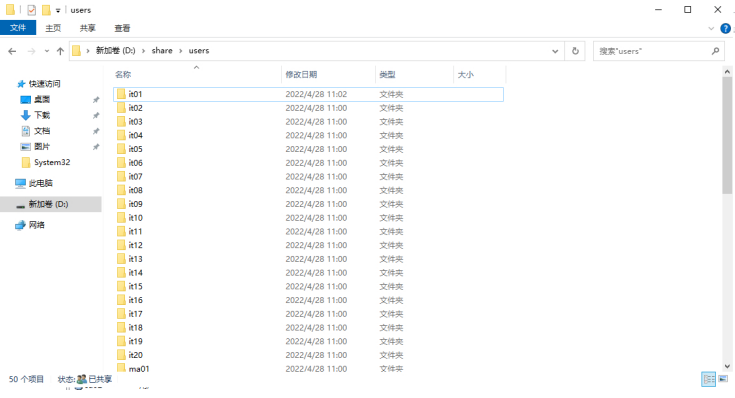 users
文件 主页 共享 查看
新加卷 (D:) share users 搜索"users"
名称 修改日期 类型 大小
快速访问
桌面
下载
文档
图片
System32
此电脑
新加卷 (D:)
网络
it01 2022/4/28 11:02 文件夹
it02 2022/4/28 11:00 文件夹
it03 2022/4/28 11:00 文件夹
it04 2022/4/28 11:00 文件夹
it05 2022/4/28 11:00 文件夹
it06 2022/4/28 11:00 文件夹
it07 2022/4/28 11:00 文件夹
it08 2022/4/28 11:00 文件夹
it09 2022/4/28 11:00 文件夹
it10 2022/4/28 11:00 文件夹
it11 2022/4/28 11:00 文件夹
it12 2022/4/28 11:00 文件夹
it13 2022/4/28 11:00 文件夹
it14 2022/4/28 11:00 文件夹
it15 2022/4/28 11:00 文件夹
it16 2022/4/28 11:00 文件夹
it17 2022/4/28 11:00 文件夹
it18 2022/4/28 11:00 文件夹
it19 2022/4/28 11:00 文件夹
it20 2022/4/28 11:00 文件夹
ma01 2022/4/28 11:00 文件夹
50 个项目 状态: 已共享